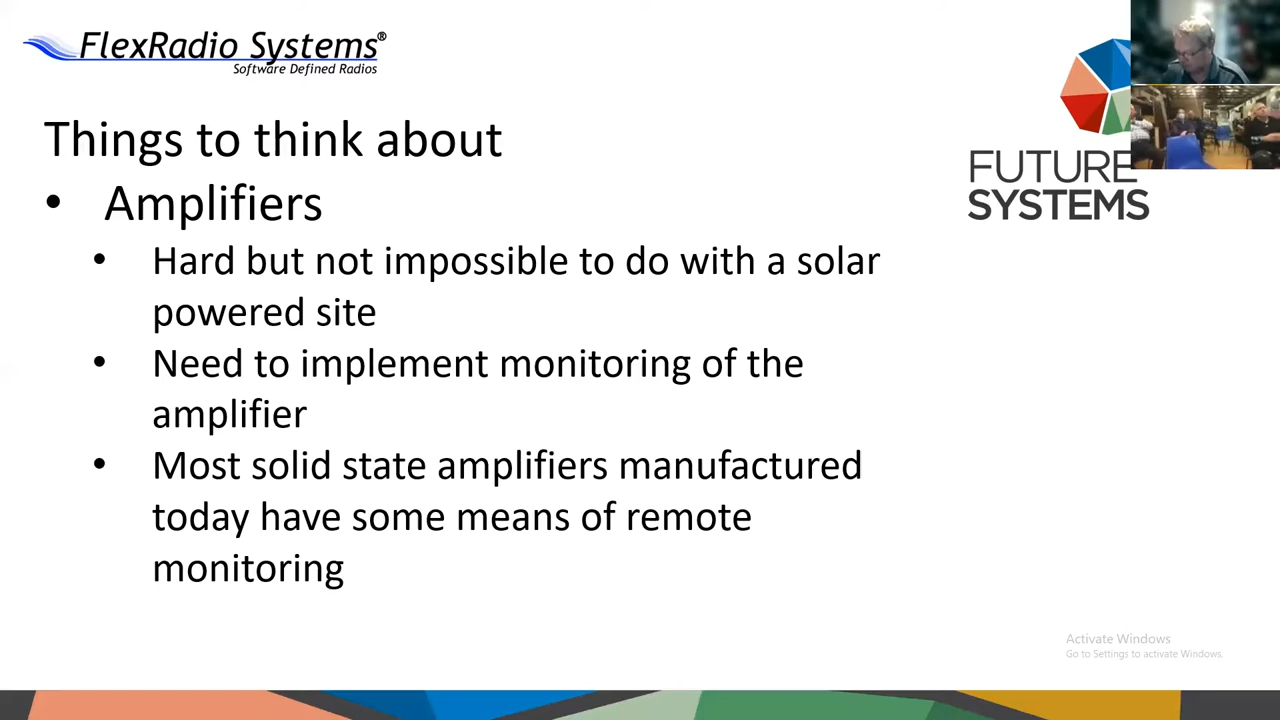 FlexRadio Systems®
Software Defined Radios
Things to think about
• Amplifiers
• Hard but not impossible to do with a solar
powered site
• Need to implement monitoring of the
amplifier
• Most solid state amplifiers manufactured
today have some means of remote
monitoring
FUTURE
SYSTEMS
Activate Windows
Go to Settings to activate Windows.